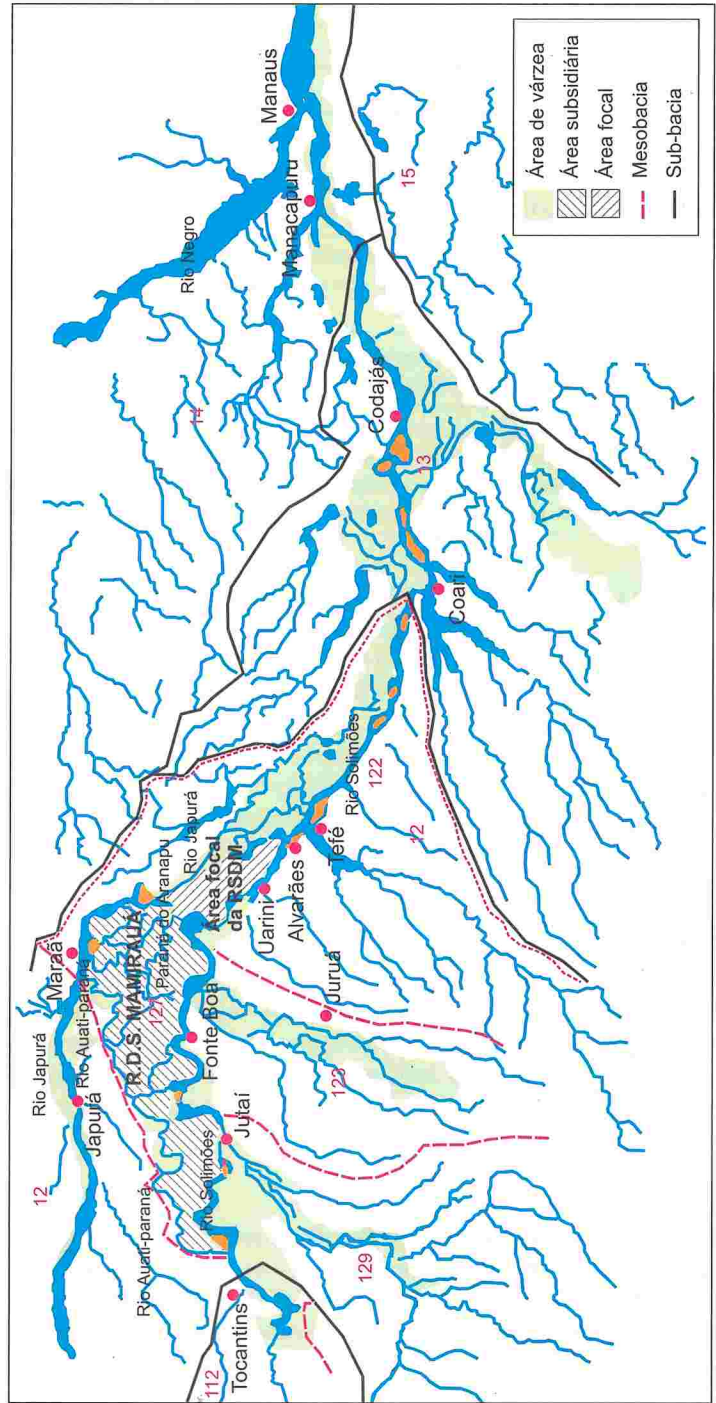 Rio Japurá
Maraã
12
Japurá
Rio Auati-paraná
R.D.S. MAMIRAUÁ
Paraná do Aranapu
Rio Auati-paraná
Rio Solimões
Fonte Boa
Rio Japurá
Área focal
da RSDM
112
Tocantins
Jutaí
Uarini
Alvarães
Tefé
Juruá
123
129
12
122
Rio Solimões
14
Rio Negro
Manaus
Manacapuru
Codajás
13
Coari
15
Área de várzea
Área subsidiária
Área focal
Mesobacia
Sub-bacia